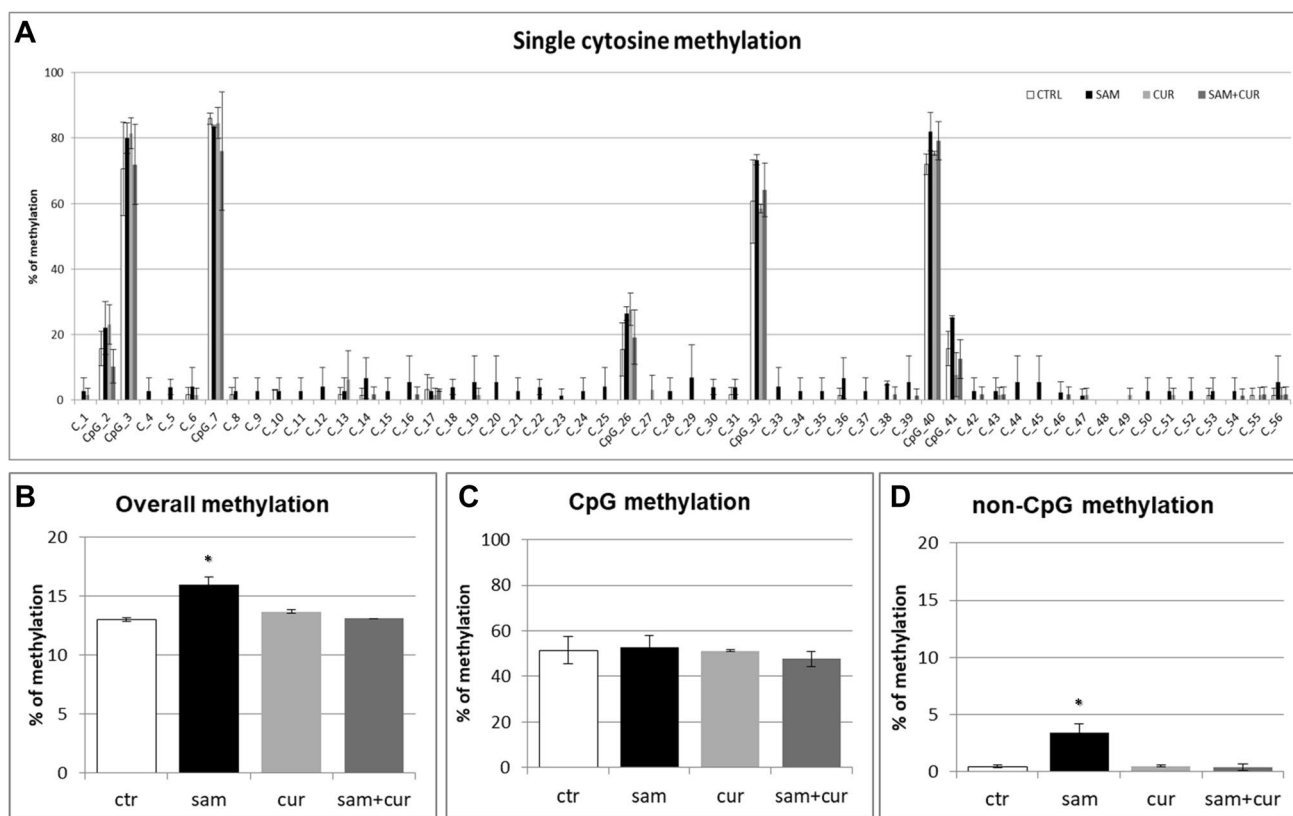 A
Single cytosine methylation
% of methylation
100
80
60
40
20
0
CTRL SAM CUR SAM+CUR
C_1 CpG_2 CpG_3 C_4 C_5 C_6 CpG_7 C_8 C_9 C_10 C_11 C_12 C_13 C_14 C_15 C_16 C_17 C_18 C_19 C_20 C_21 C_22 C_23 C_24 C_25 CpG_26 C_27 C_28 C_29 C_30 C_31 CpG_32 C_33 C_34 C_35 C_36 C_37 C_38 C_39 CpG_40 CpG_41 C_42 C_43 C_44 C_45 C_46 C_47 C_48 C_49 C_50 C_51 C_52 C_53 C_54 C_55 C_56
B
Overall methylation
% of methylation
20
15
10
5
0
*
ctr sam cur sam+cur
C
CpG methylation
% of methylation
100
80
60
40
20
0
ctr sam cur sam+cur
D
non-CpG methylation
% of methylation
20
15
10
5
0
*
ctr sam cur sam+cur